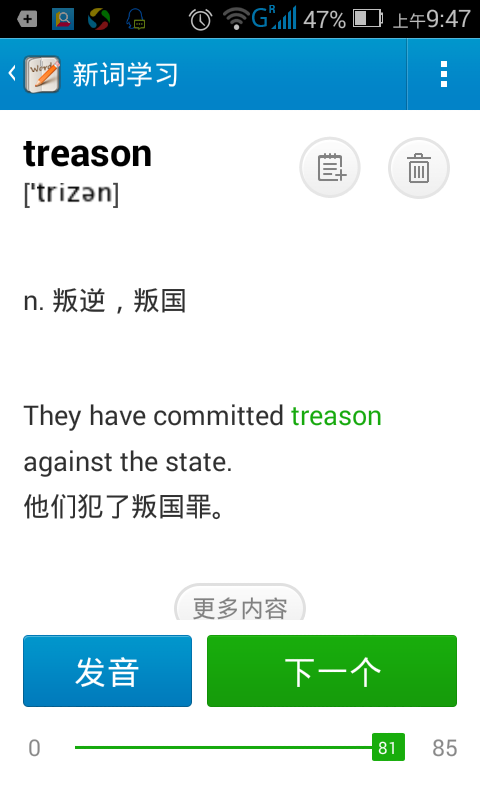 47% 上午9:47
新词学习
treason
['trizən]
n. 叛逆，叛国
They have committed treason
against the state.
他们犯了叛国罪。
更多内容
发音 下一个
0 81 85